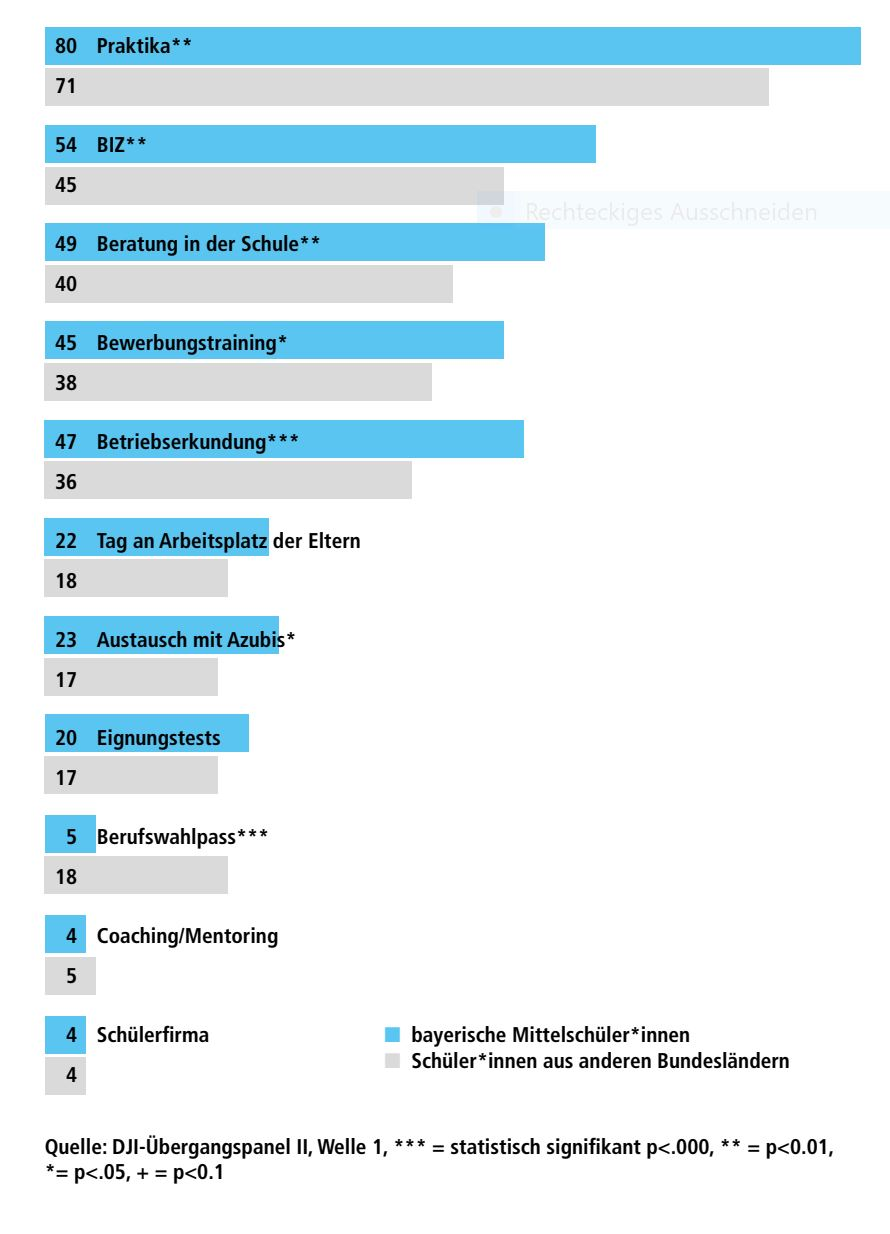 80 Praktika**
71
54 BIZ**
45
Rechteckiges Ausschneiden
49 Beratung in der Schule**
40
45 Bewerbungstraining*
38
47 Betriebserkundung***
36
22 Tag an Arbeitsplatz der Eltern
18
23 Austausch mit Azubis*
17
20 Eignungstests
17
5 Berufswahlpass***
18
4 Coaching/Mentoring
5
4 Schülerfirma
4
bayerische Mittelschüler*innen
Schüler*innen aus anderen Bundesländern
Quelle: DJI-Übergangspanel II, Welle 1, *** = statistisch signifikant p<.000, ** = p<0.01,
*= p<.05, + = p<0.1